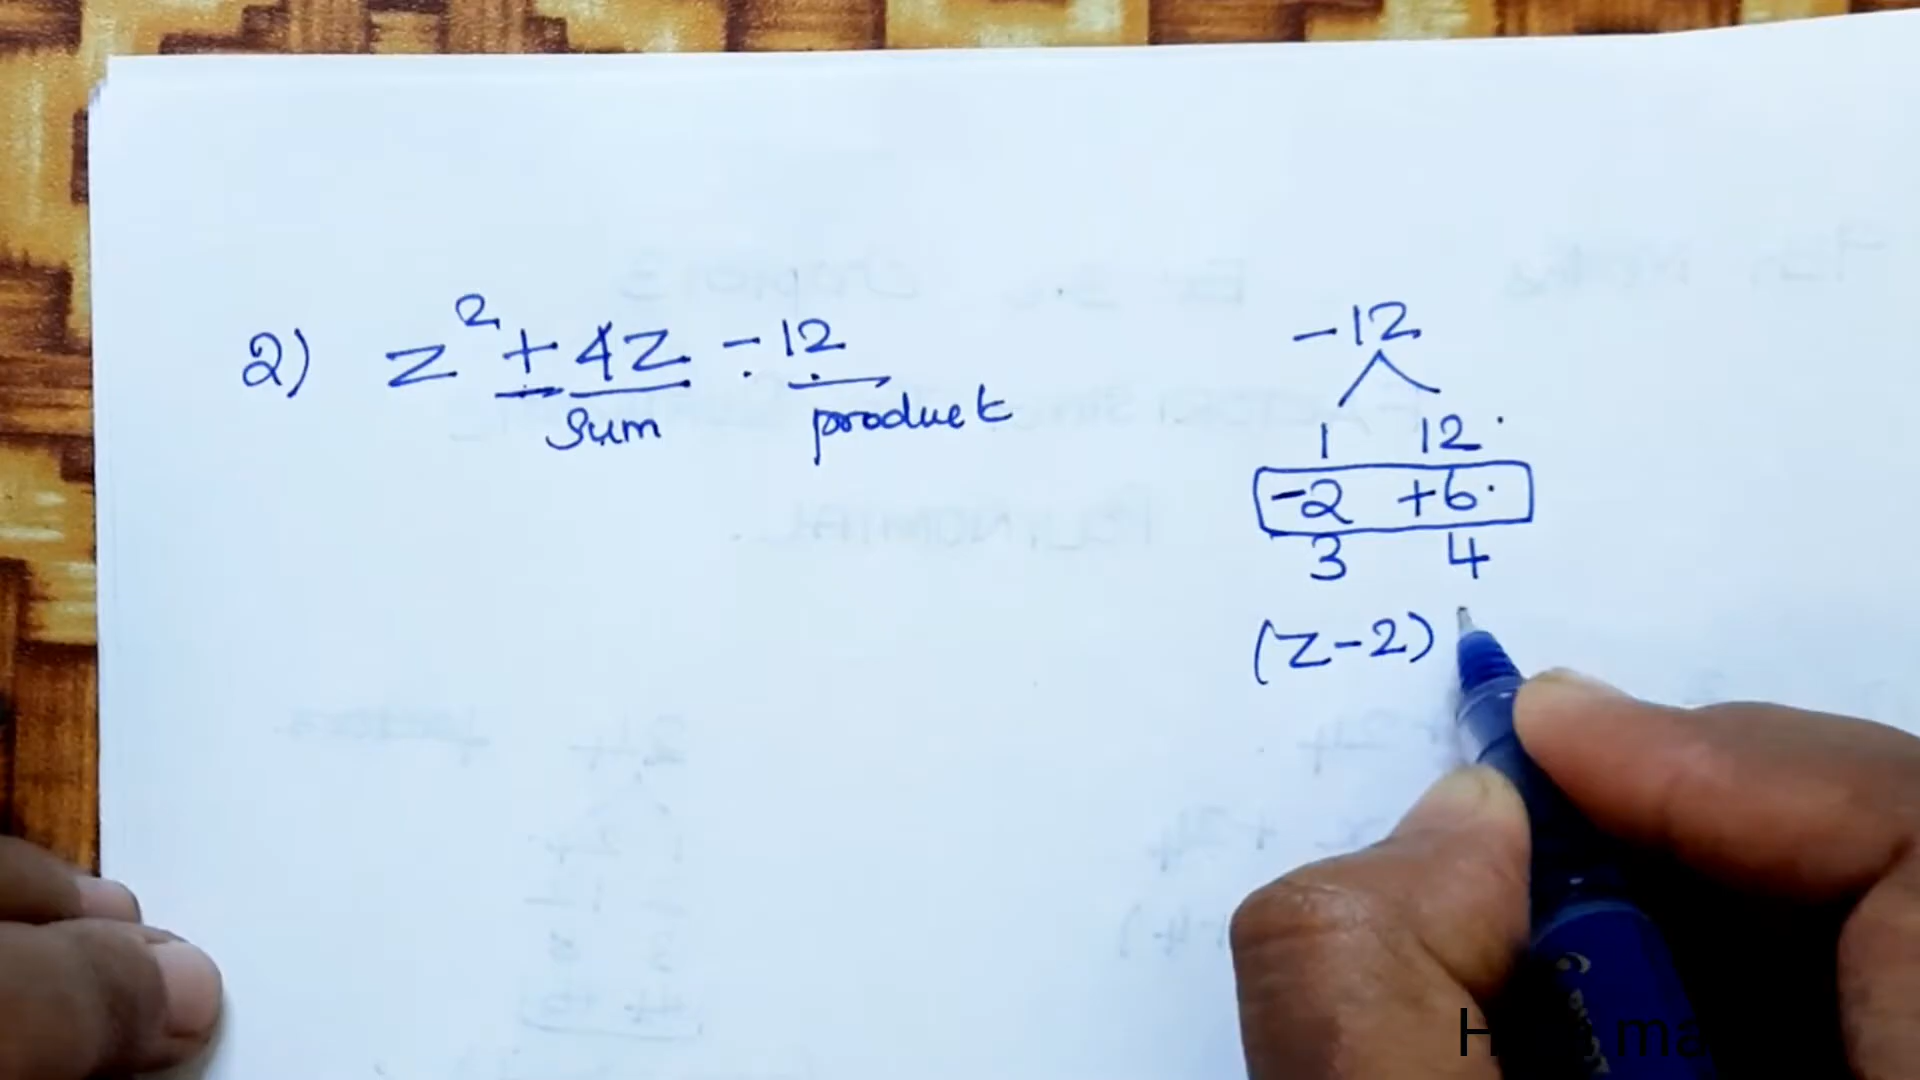 2) z² + 4z - 12
Sum product
-12
1 12
-2 +6
3 4
(z-2)